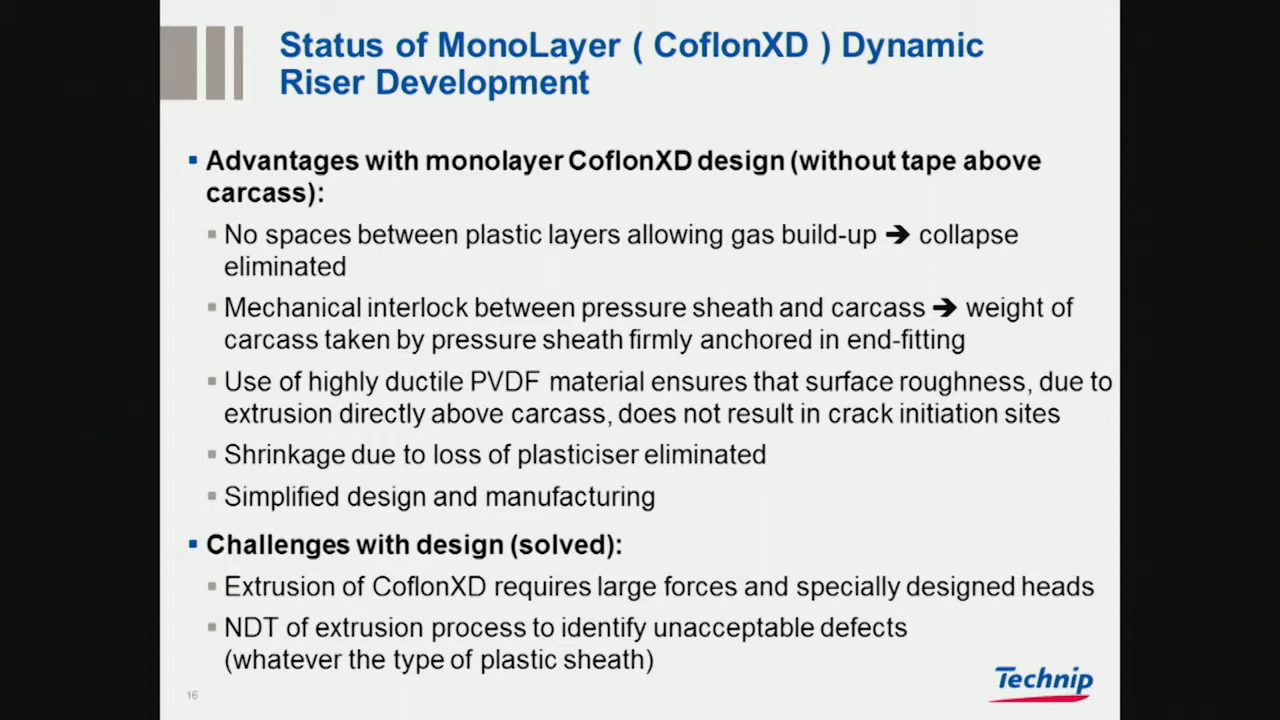 Status of MonoLayer ( CoflonXD ) Dynamic
Riser Development
▪ Advantages with monolayer CoflonXD design (without tape above
carcass):
▪ No spaces between plastic layers allowing gas build-up ➔ collapse
eliminated
▪ Mechanical interlock between pressure sheath and carcass ➔ weight of
carcass taken by pressure sheath firmly anchored in end-fitting
▪ Use of highly ductile PVDF material ensures that surface roughness, due to
extrusion directly above carcass, does not result in crack initiation sites
▪ Shrinkage due to loss of plasticiser eliminated
▪ Simplified design and manufacturing
▪ Challenges with design (solved):
▪ Extrusion of CoflonXD requires large forces and specially designed heads
▪ NDT of extrusion process to identify unacceptable defects
(whatever the type of plastic sheath)
Technip
16